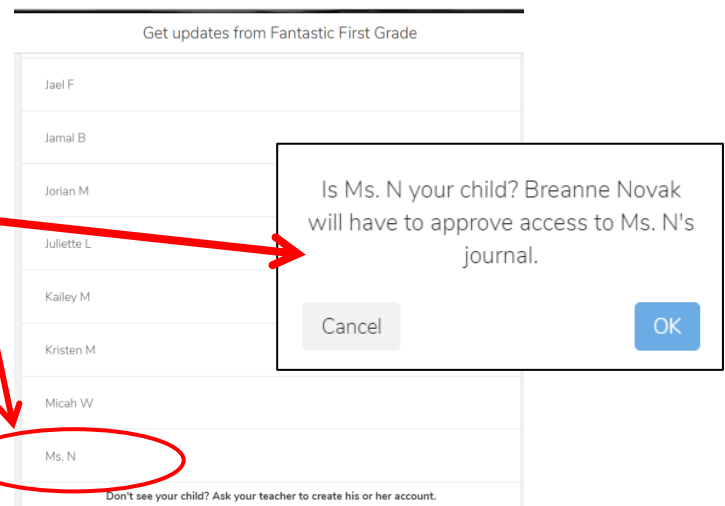 Get updates from Fantastic First Grade
Jael F
Jamal B
Jorian M
Juliette L
Kailey M
Kristen M
Micah W
Ms. N
Don't see your child? Ask your teacher to create his or her account.
Is Ms. N your child? Breanne Novak
will have to approve access to Ms. N's
journal.
Cancel
OK